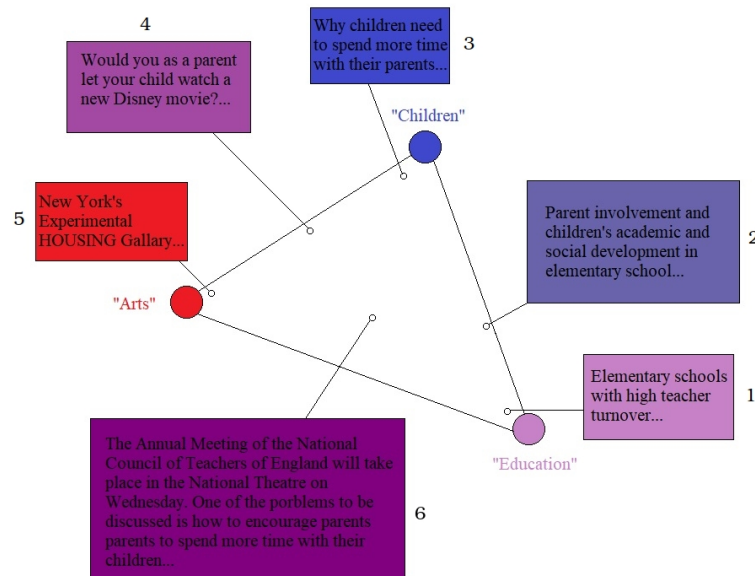 4
Would you as a parent
let your child watch a
new Disney movie?...
Why children need
to spend more time
with their parents...
3
"Children"
5
New York's
Experimental
HOUSING Gallary...
"Arts"
Parent involvement and
children's academic and
social development in
elementary school...
2
Elementary schools
with high teacher
turnover...
1
"Education"
The Annual Meeting of the National
Council of Teachers of England will take
place in the National Theatre on
Wednesday. One of the porblems to be
discussed is how to encourage parents
parents to spend more time with their
children...
6